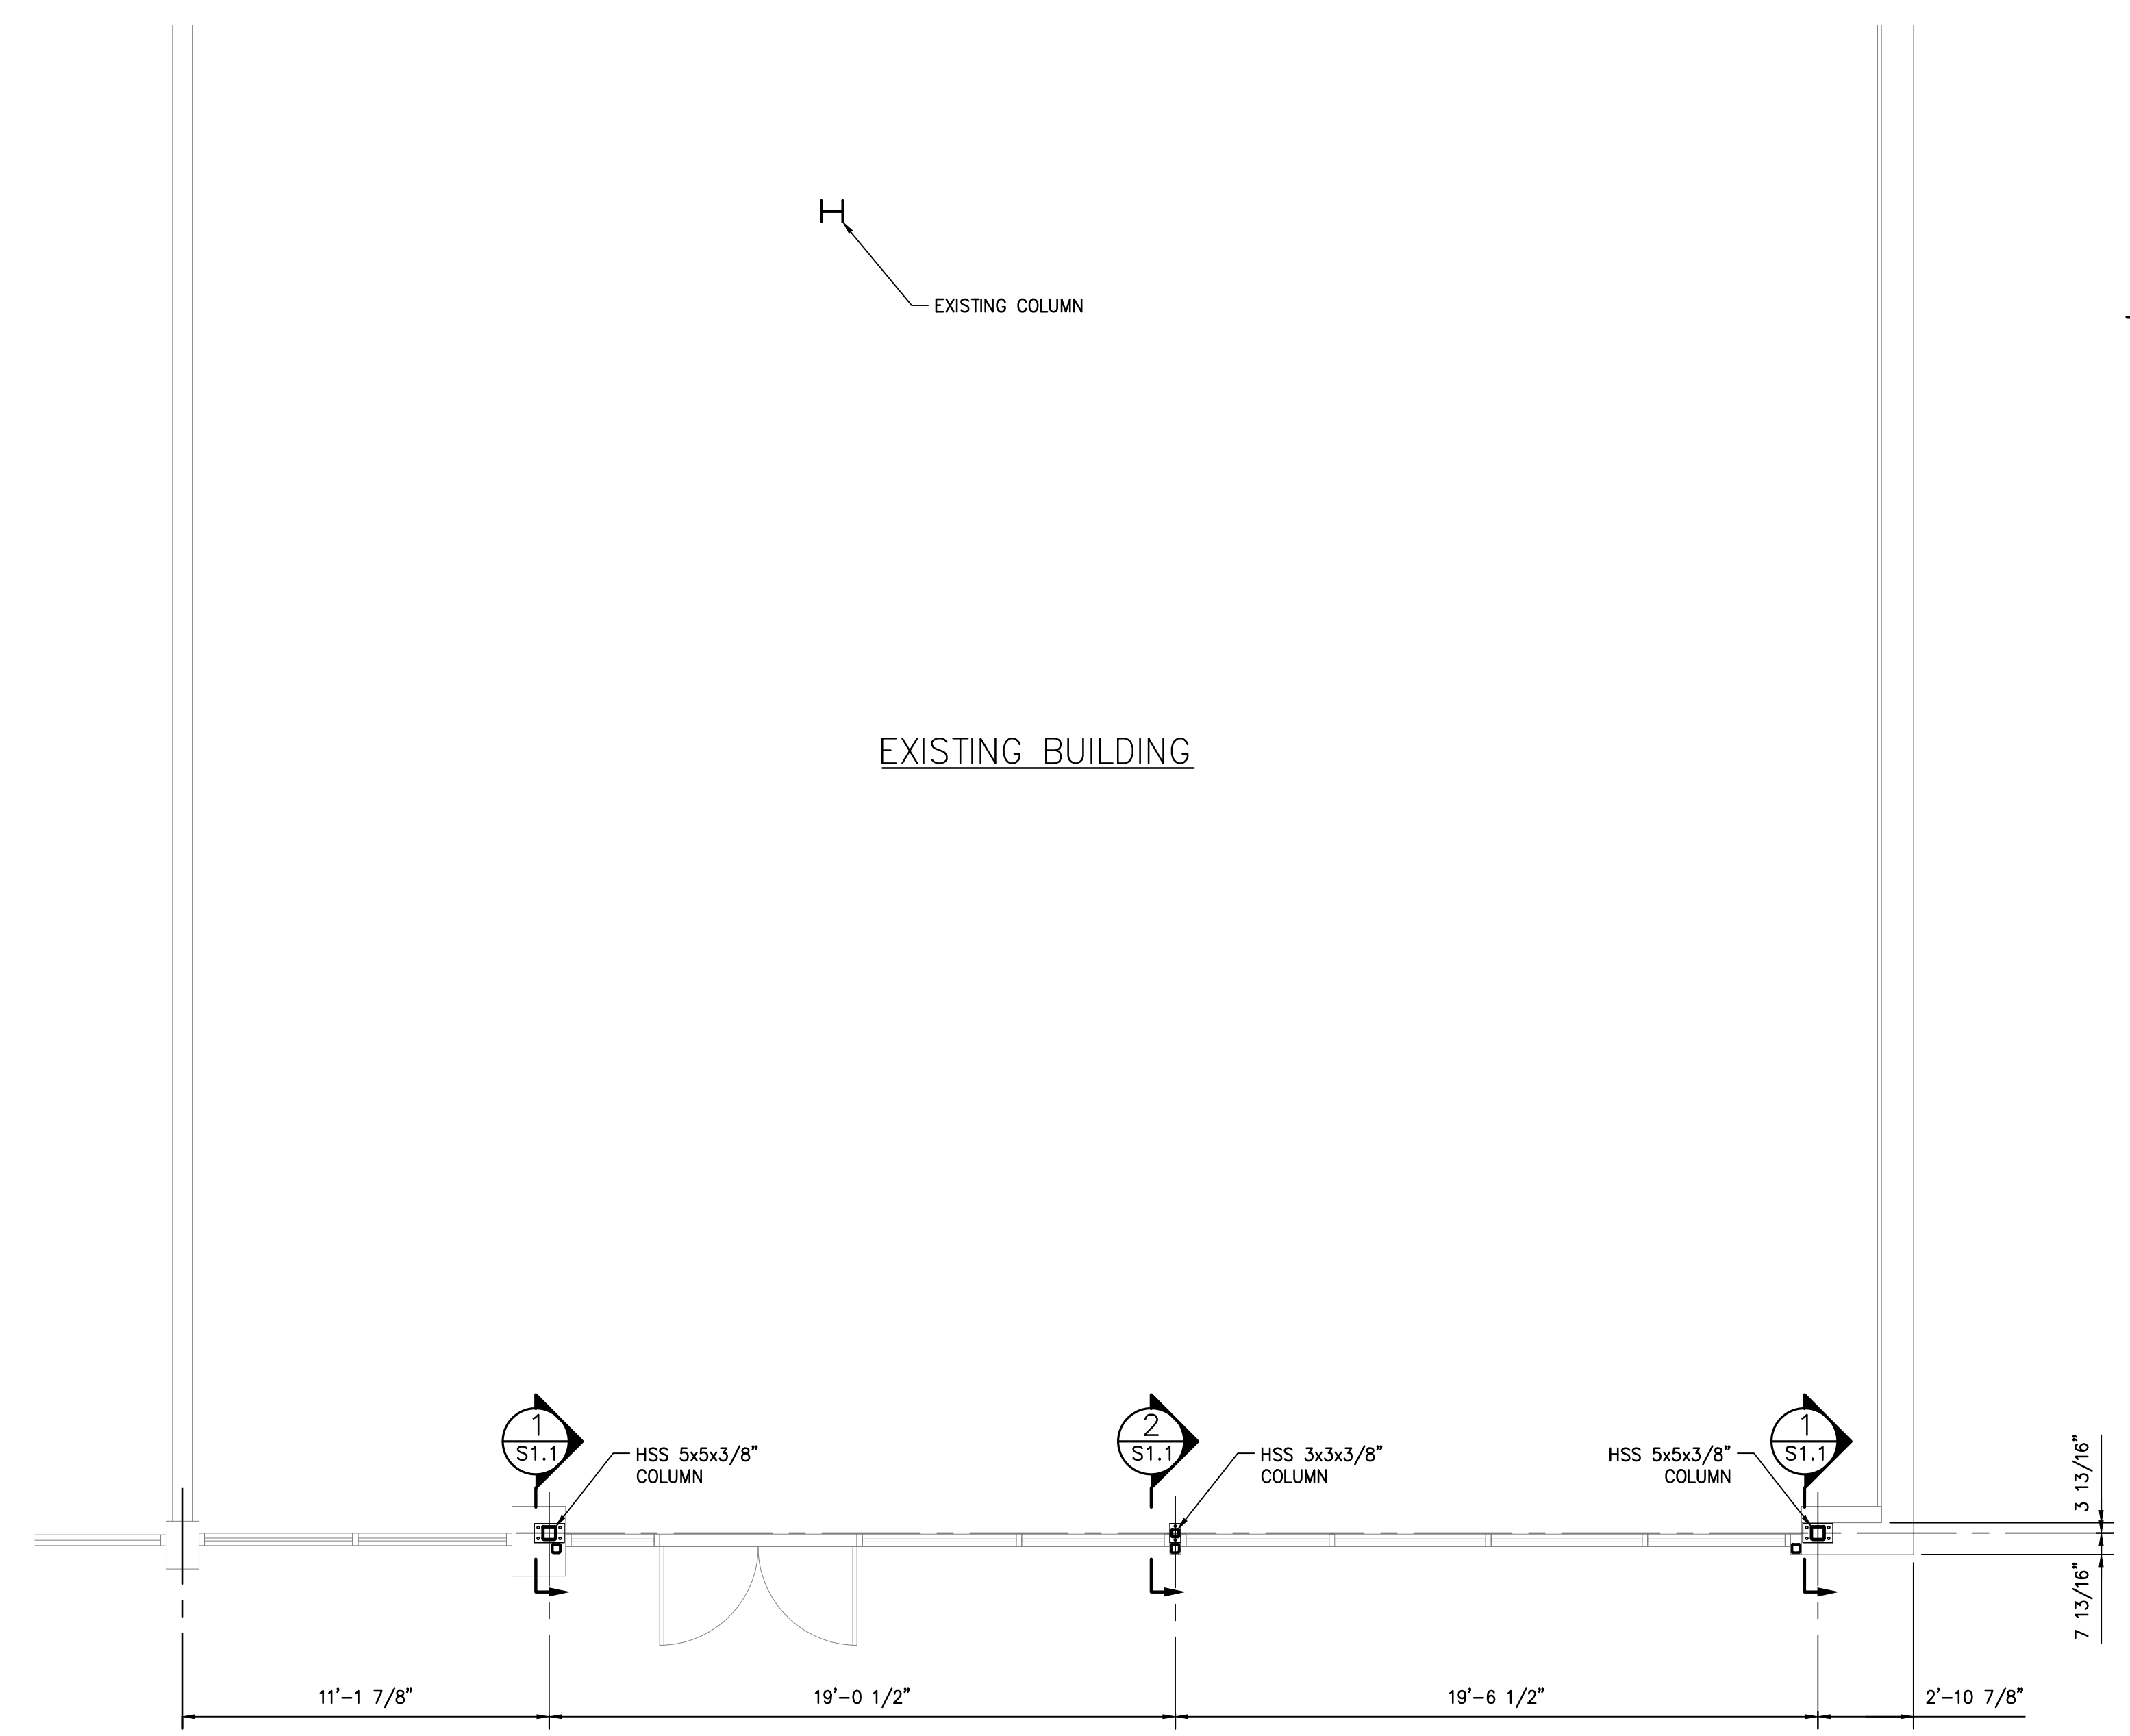 EXISTING COLUMN
EXISTING BUILDING
1
S1.1
HSS 5x5x3/8”
COLUMN
2
S1.1
HSS 3x3x3/8”
COLUMN
HSS 5x5x3/8”
COLUMN
1
S1.1
3 13/16”
7 13/16”
11’-1 7/8”
19’-0 1/2”
19’-6 1/2”
2’-10 7/8”